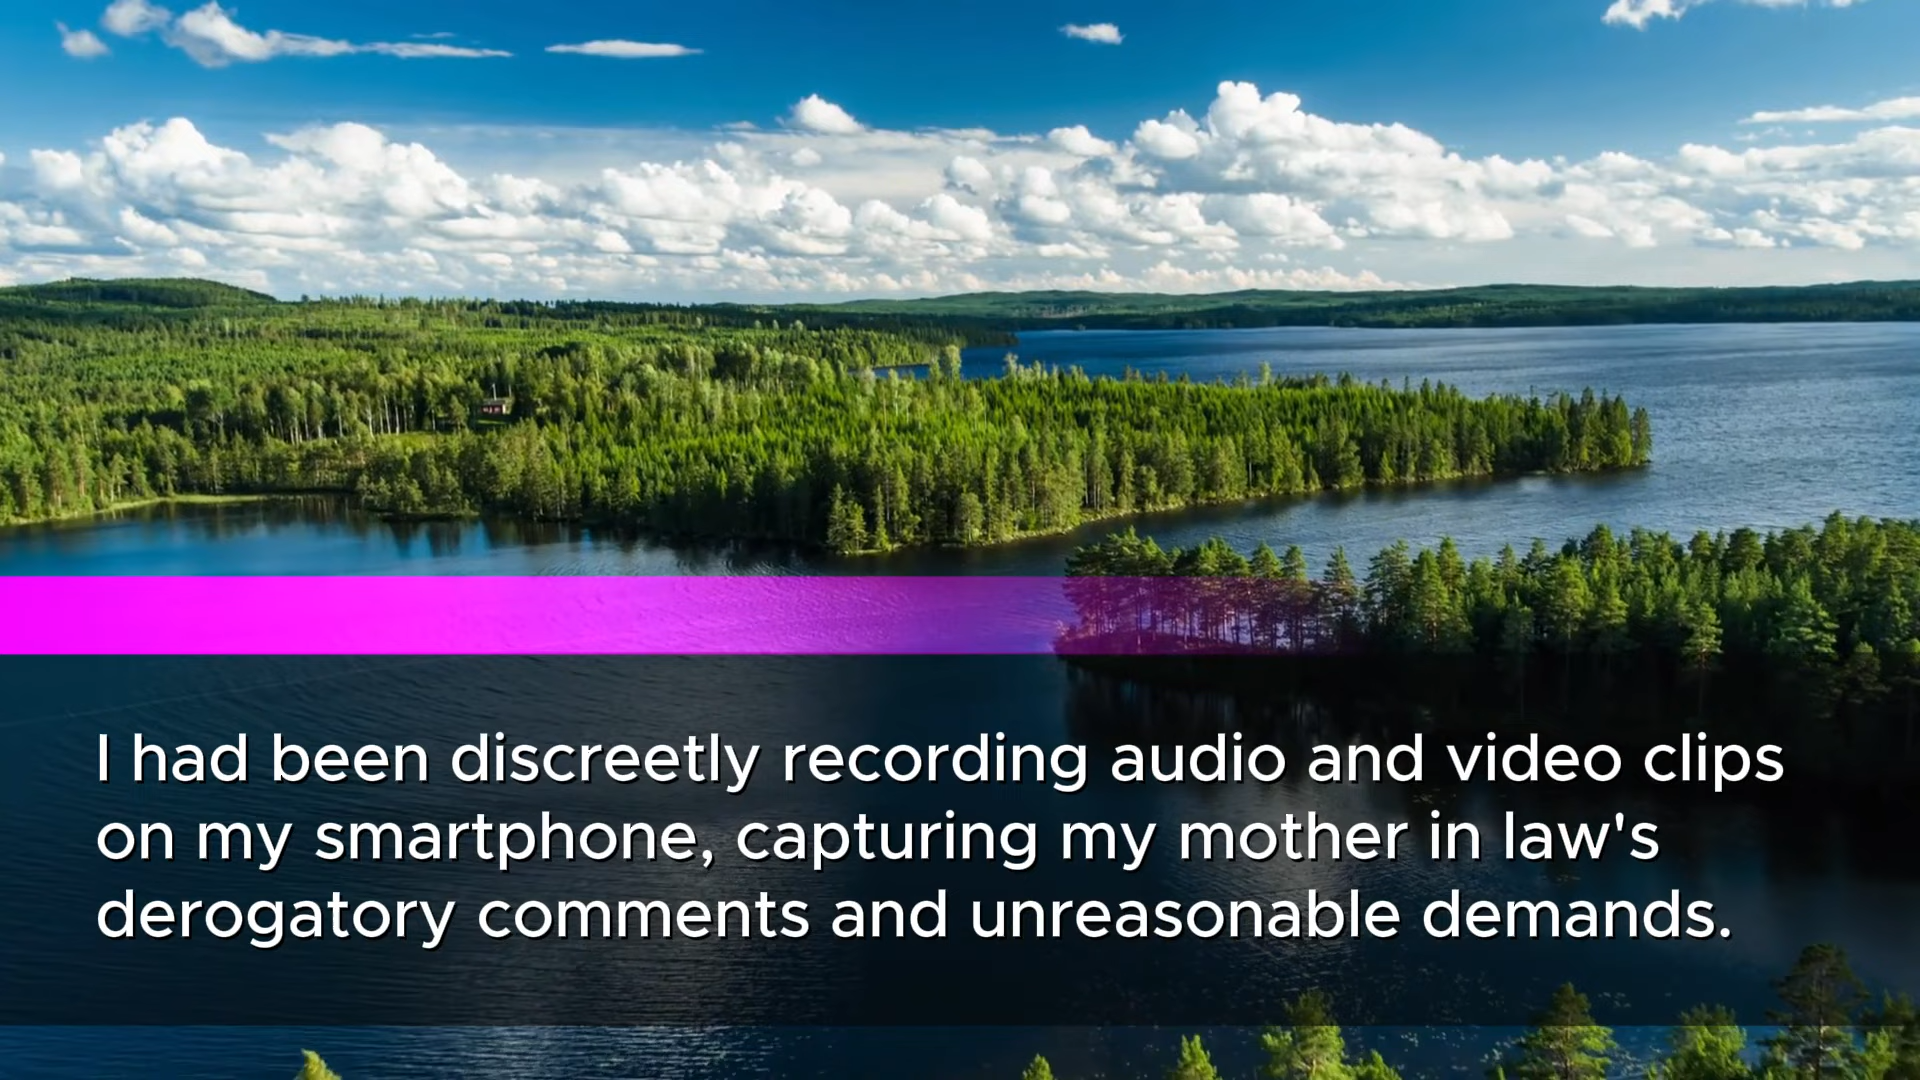 I had been discreetly recording audio and video clips
on my smartphone, capturing my mother in law's
derogatory comments and unreasonable demands.